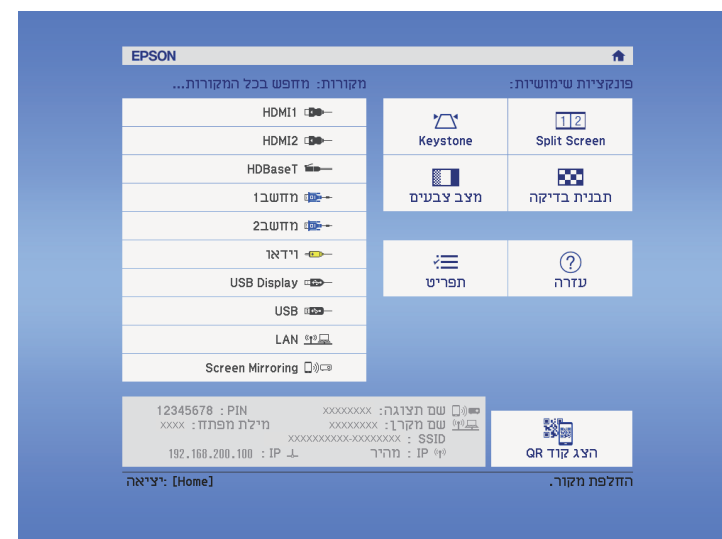 EPSON
פונקציות שימושיות:
מקורות: מחפש בכל המקורות...
1 2
Split Screen
Keystone
תבנית בדיקה
מצב צבעים
עזרה
תפריט
HDMI1
HDMI2
HDBaseT
מחשב1
מחשב2
וידאו
USB Display
USB
LAN
Screen Mirroring
הצג קוד QR
שם תצוגה: xxxxxxxx
PIN : 12345678
שם מקרן: xxxxxxxx
מילת מפתח: xxxx
SSID : xxxxxxxxxx-xxxxxxxx
IP : מהיר
IP : 192.168.200.100
החלפת מקור.
[Home] :יציאה